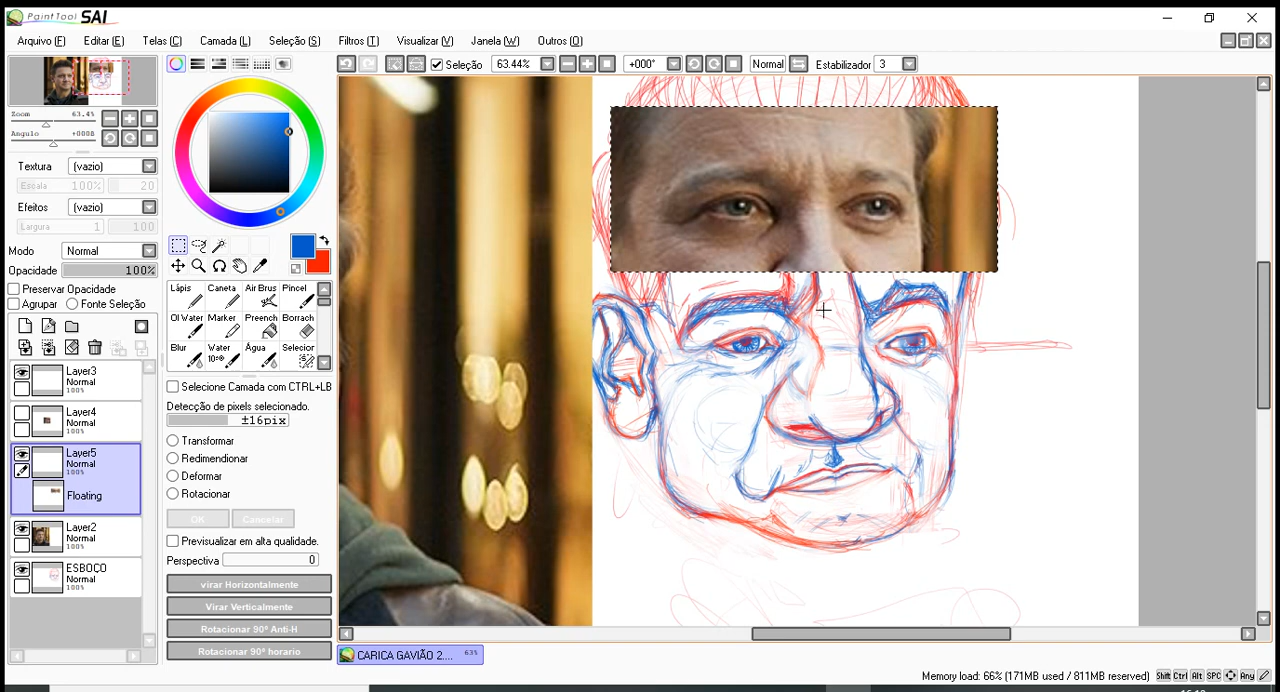 PaintTool SAI
Arquivo (F) Editar (E) Telas (C) Camada (L) Seleção (S) Filtros (T) Visualizar (V) Janela (W) Outros (O)
Seleção 63.44% +000° Normal Estabilizador 3
Zoom 63.4%
Angulo +000θ
Textura (vazio)
Escala 100% 20
Efeitos (vazio)
Largura 1 100
Modo Normal
Opacidade 100%
Preservar Opacidade
Agrupar Fonte Seleção
Layer3
Normal
100%
Layer4
Normal
100%
Layer5
Normal
100%
Floating
Layer2
Normal
100%
ESBOÇO
Normal
100%
Lápis Caneta Air Brus Pincel
Ol Water Marker Preench Borrach
Blur Water Água Selecior
10
Selecione Camada com CTRL+LB
Detecção de pixels selecionado.
±16pix
Transformar
Redimendionar
Deformar
Rotacionar
OK Cancelar
Previsualizar em alta qualidade.
Perspectiva 0
virar Horizontalmente
Virar Verticalmente
Rotacionar 90º Anti-H
Rotacionar 90º horario
CARICA GAVIÃO 2.... 63%
Memory load: 66% (171MB used / 811MB reserved) Shift Ctrl Alt SPC Any